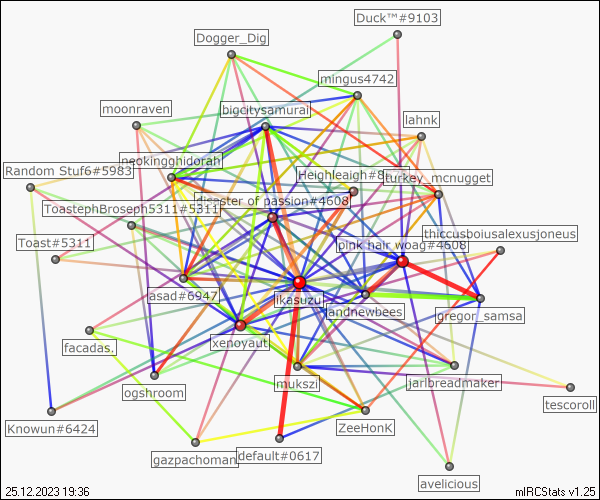 Duck™#9103
Dogger_Dig
mingus4742
moonraven
bigcitysamurai
lahnk
neokingghidorah
Random Stuf6#5983
Heighleaigh#8
turkey_mcnugget
disaster of passion#4608
ToastephBroseph5311#5311
thiccusboiusalexusjoneus
Toast#5311
pink hair woag#4608
asad#6947
ikasuzu
landnewbees
gregor_samsa
xenoyaut
facadas.
mukszi
jarlbreadmaker
ogshroom
tescoroll
Knowun#6424
ZeeHonK
gazpachoman
default#0617
avelicious
25.12.2023 19:36
mIRCStats v1.25